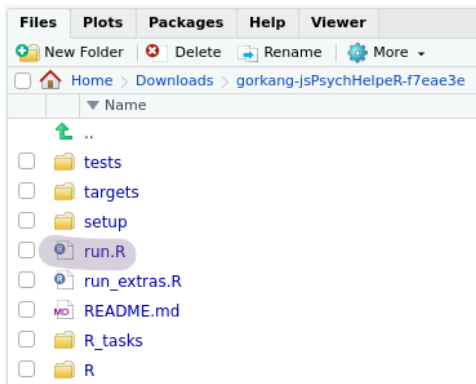 Files Plots Packages Help Viewer
New Folder Delete Rename More
Home Downloads gorkang-jsPsychHelpeR-f7eae3e
Name
..
tests
targets
setup
run.R
run_extras.R
MD README.md
R_tasks
R